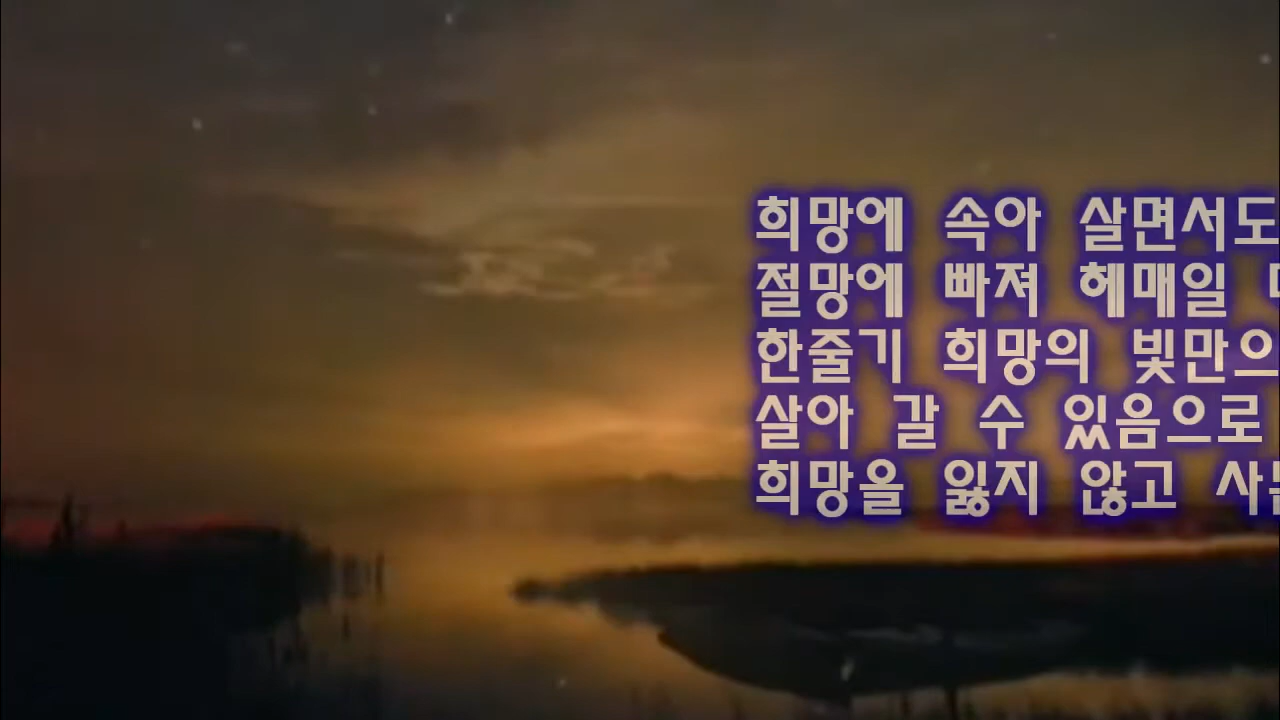 희망에 속아 살면서도
절망에 빠져 헤매일
한줄기 희망의 빛만으
살아 갈 수 있음으로
희망을 잃지 않고